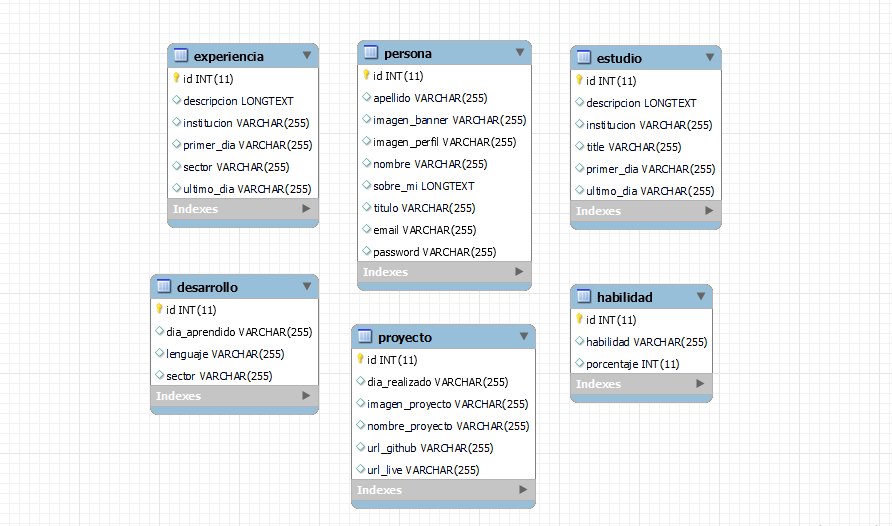 experiencia
id INT(11)
descripcion LONGTEXT
institucion VARCHAR(255)
primer_dia VARCHAR(255)
sector VARCHAR(255)
ultimo_dia VARCHAR(255)
Indexes
persona
id INT(11)
apellido VARCHAR(255)
imagen_banner VARCHAR(255)
imagen_perfil VARCHAR(255)
nombre VARCHAR(255)
sobre_mi LONGTEXT
titulo VARCHAR(255)
email VARCHAR(255)
password VARCHAR(255)
Indexes
estudio
id INT(11)
descripcion LONGTEXT
institucion VARCHAR(255)
title VARCHAR(255)
primer_dia VARCHAR(255)
ultimo_dia VARCHAR(255)
Indexes
desarrollo
id INT(11)
dia_aprendido VARCHAR(255)
lenguaje VARCHAR(255)
sector VARCHAR(255)
Indexes
proyecto
id INT(11)
dia_realizado VARCHAR(255)
imagen_proyecto VARCHAR(255)
nombre_proyecto VARCHAR(255)
url_github VARCHAR(255)
url_live VARCHAR(255)
Indexes
habilidad
id INT(11)
habilidad VARCHAR(255)
porcentaje INT(11)
Indexes